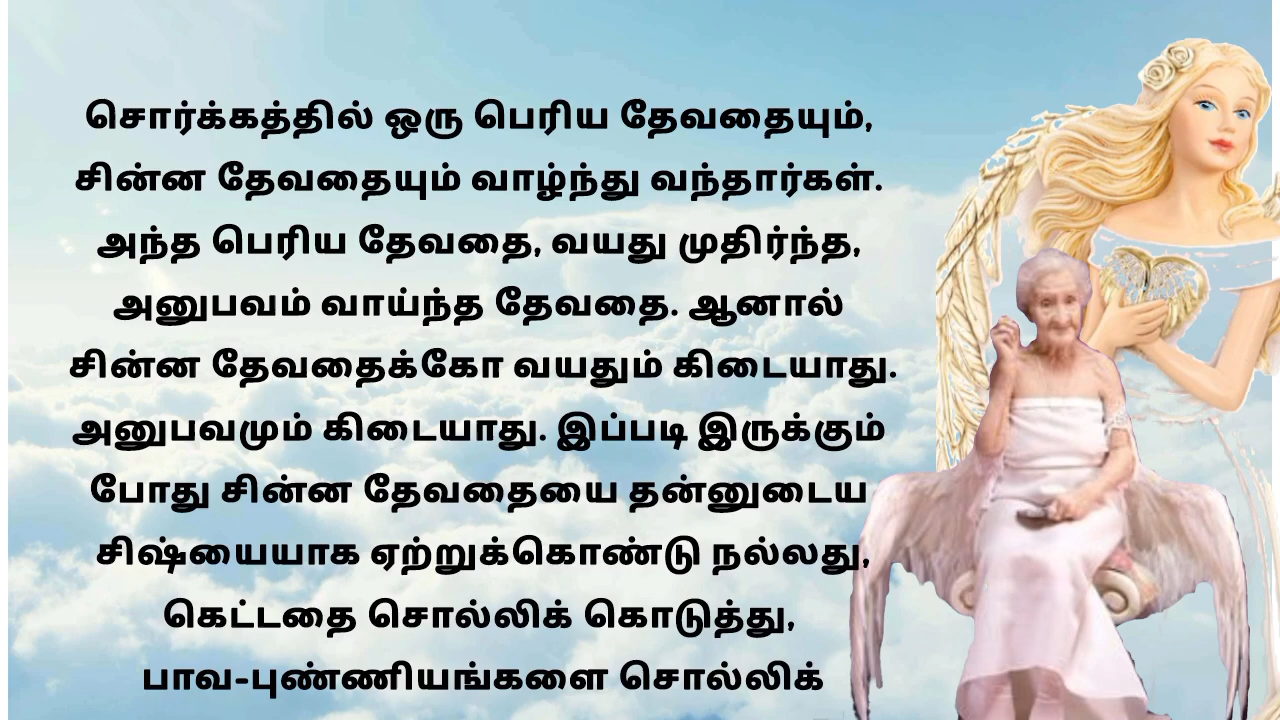 சொர்க்கத்தில் ஒரு பெரிய தேவதையும்,
சின்ன தேவதையும் வாழ்ந்து வந்தார்கள்.
அந்த பெரிய தேவதை, வயது முதிர்ந்த,
அனுபவம் வாய்ந்த தேவதை. ஆனால்
சின்ன தேவதைக்கோ வயதும் கிடையாது.
அனுபவமும் கிடையாது. இப்படி இருக்கும்
போது சின்ன தேவதையை தன்னுடைய
சிஷ்யையாக ஏற்றுக்கொண்டு நல்லது,
கெட்டதை சொல்லிக் கொடுத்து,
பாவ-புண்ணியங்களை சொல்லிக்